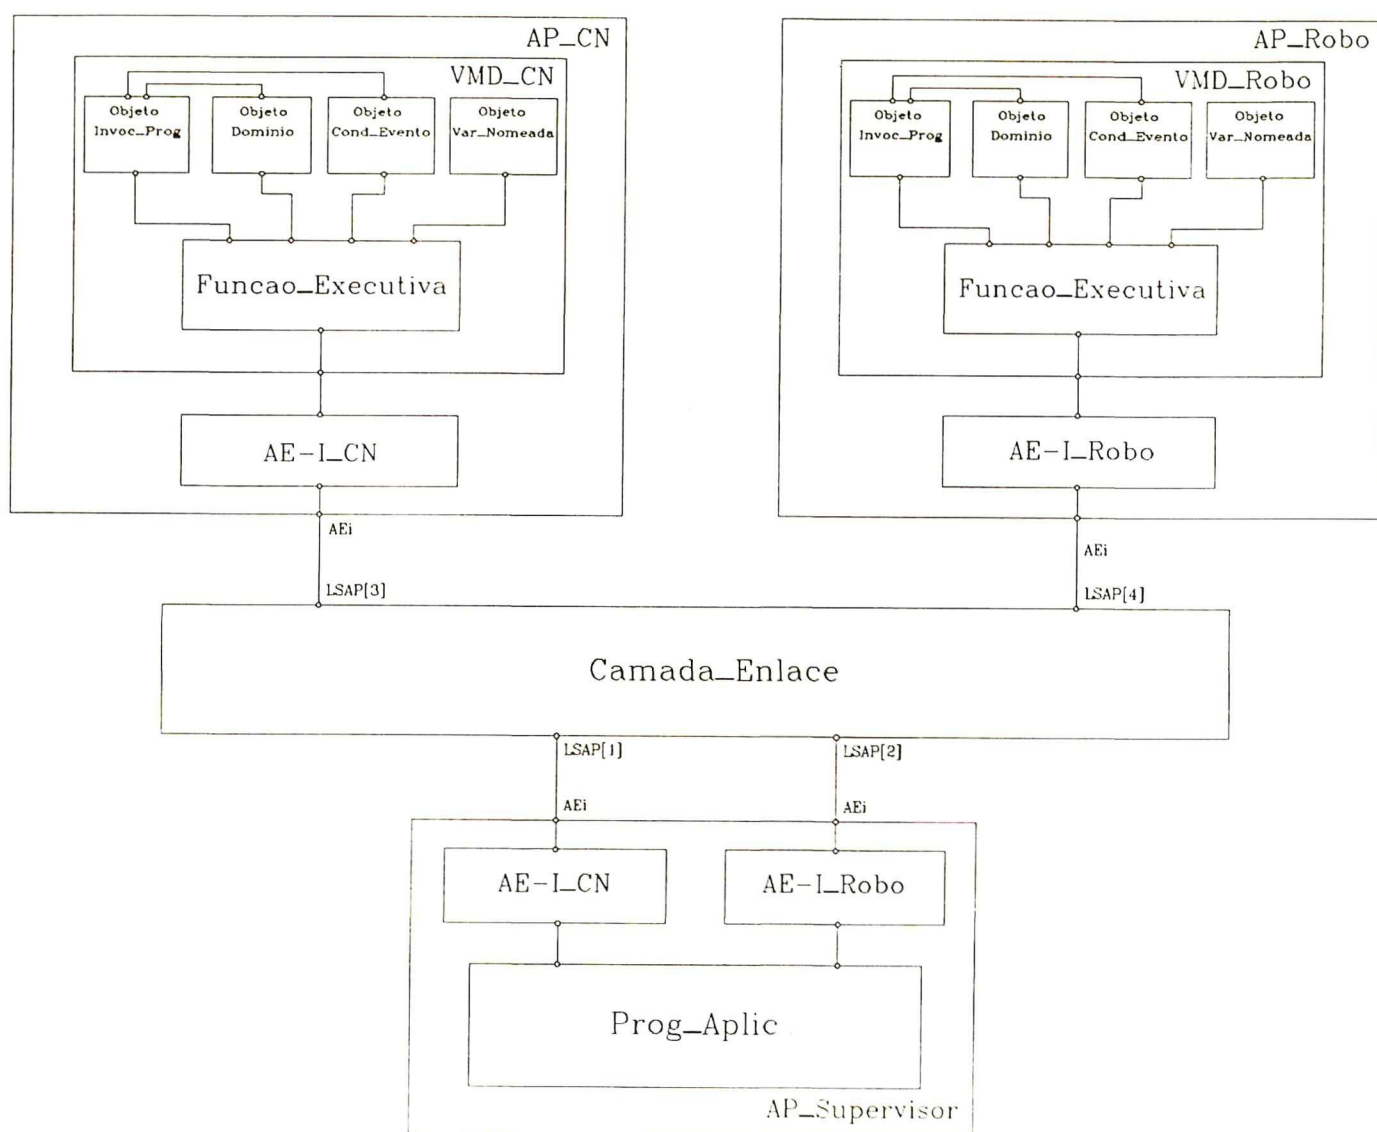 AP_CN
VMD_CN
Objeto
Invoc_Prog
Objeto
Dominio
Objeto
Cond_Evento
Objeto
Var_Nomeada
Funcao_Executiva
AE-I_CN
AEi
LSAP[3]
AP_Robo
VMD_Robo
Objeto
Invoc_Prog
Objeto
Dominio
Objeto
Cond_Evento
Objeto
Var_Nomeada
Funcao_Executiva
AE-I_Robo
AEi
LSAP[4]
Camada_Enlace
LSAP[1]
LSAP[2]
AEi
AEi
AE-I_CN
AE-I_Robo
Prog_Aplic
AP_Supervisor